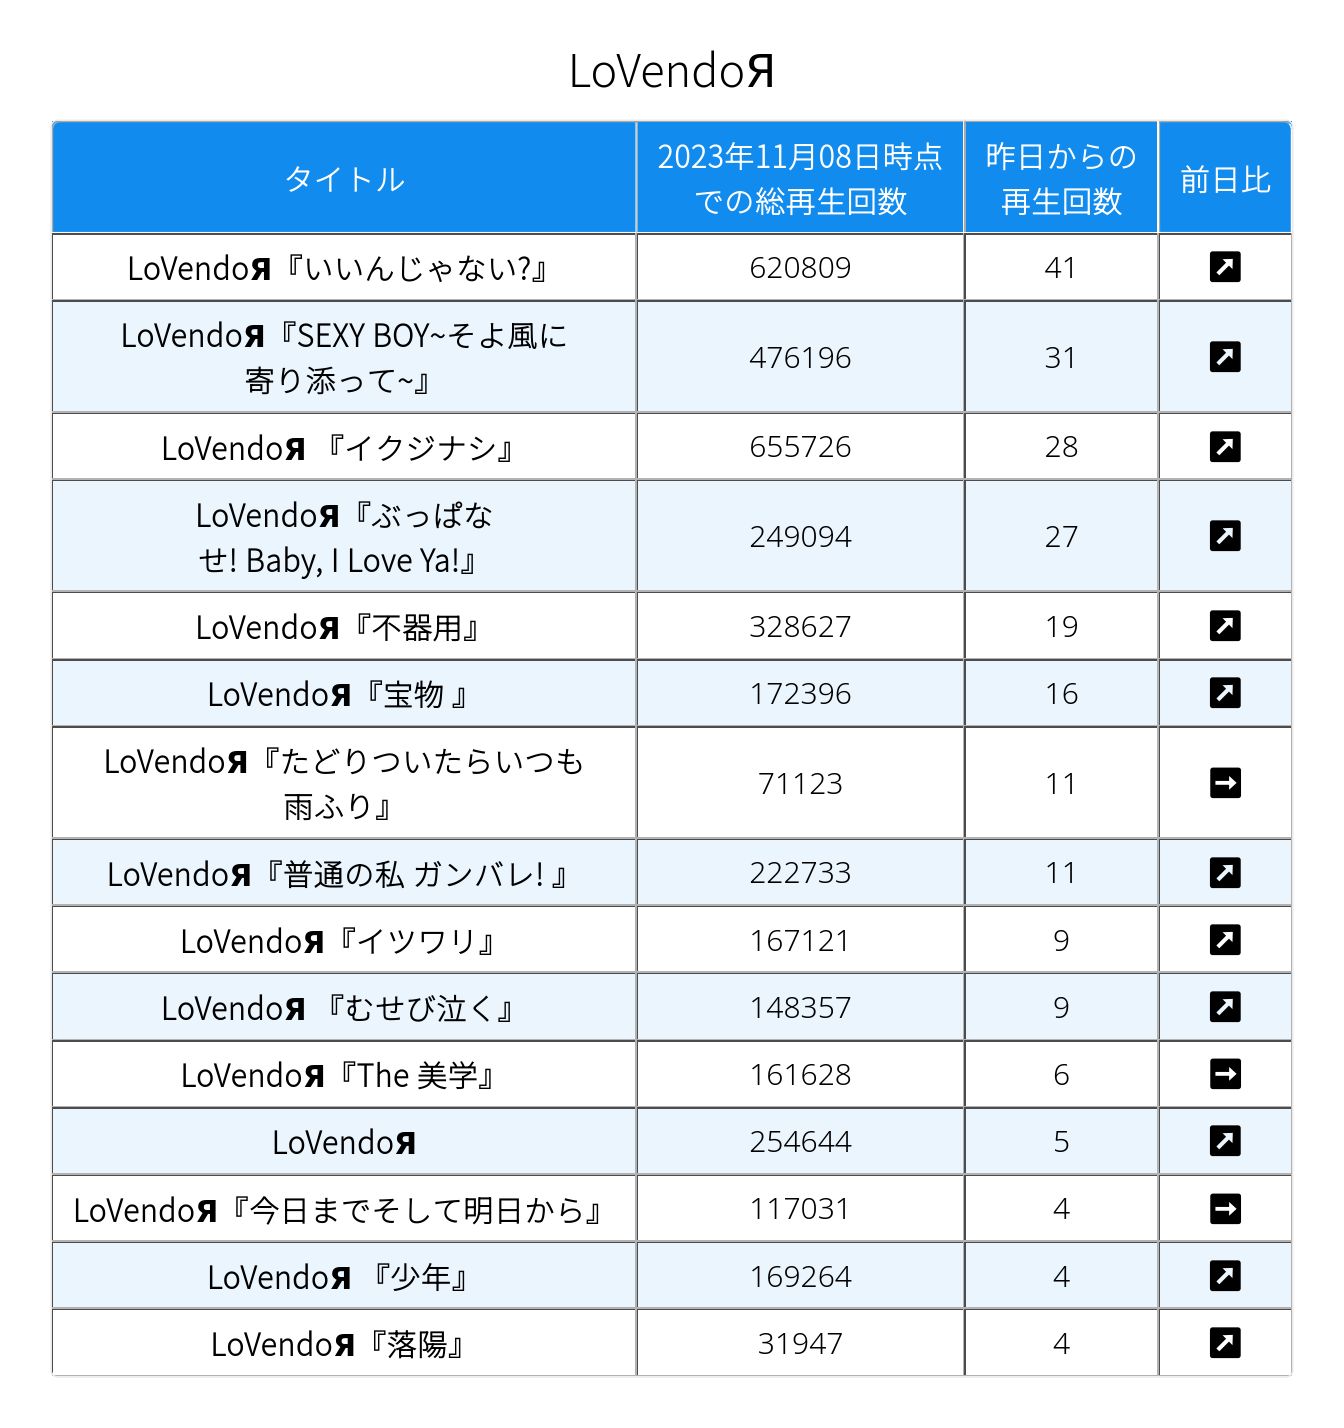 LoVendoЯ
タイトル
2023年11月08日時点
での総再生回数
昨日からの
再生回数
前日比
LoVendoЯ『いいんじゃない?』
620809
41
LoVendoЯ『SEXY BOY~そよ風に
寄り添って~』
476196
31
LoVendoЯ 『イクジナシ』
655726
28
LoVendoЯ『ぶっぱな
せ! Baby, I Love Ya!』
249094
27
LoVendoЯ『不器用』
328627
19
LoVendoЯ『宝物 』
172396
16
LoVendoЯ『たどりついたらいつも
雨ふり』
71123
11
LoVendoЯ『普通の私 ガンバレ! 』
222733
11
LoVendoЯ『イツワリ』
167121
9
LoVendoЯ 『むせび泣く』
148357
9
LoVendoЯ『The 美学』
161628
6
LoVendoЯ
254644
5
LoVendoЯ『今日までそして明日から』
117031
4
LoVendoЯ 『少年』
169264
4
LoVendoЯ『落陽』
31947
4